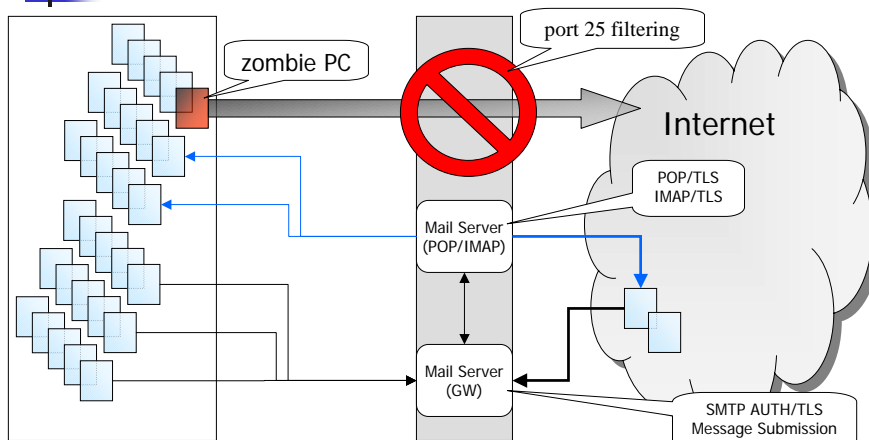 port 25 filtering
zombie PC
Internet
POP/TLS
IMAP/TLS
Mail Server
(POP/IMAP)
Mail Server
(GW)
SMTP AUTH/TLS
Message Submission